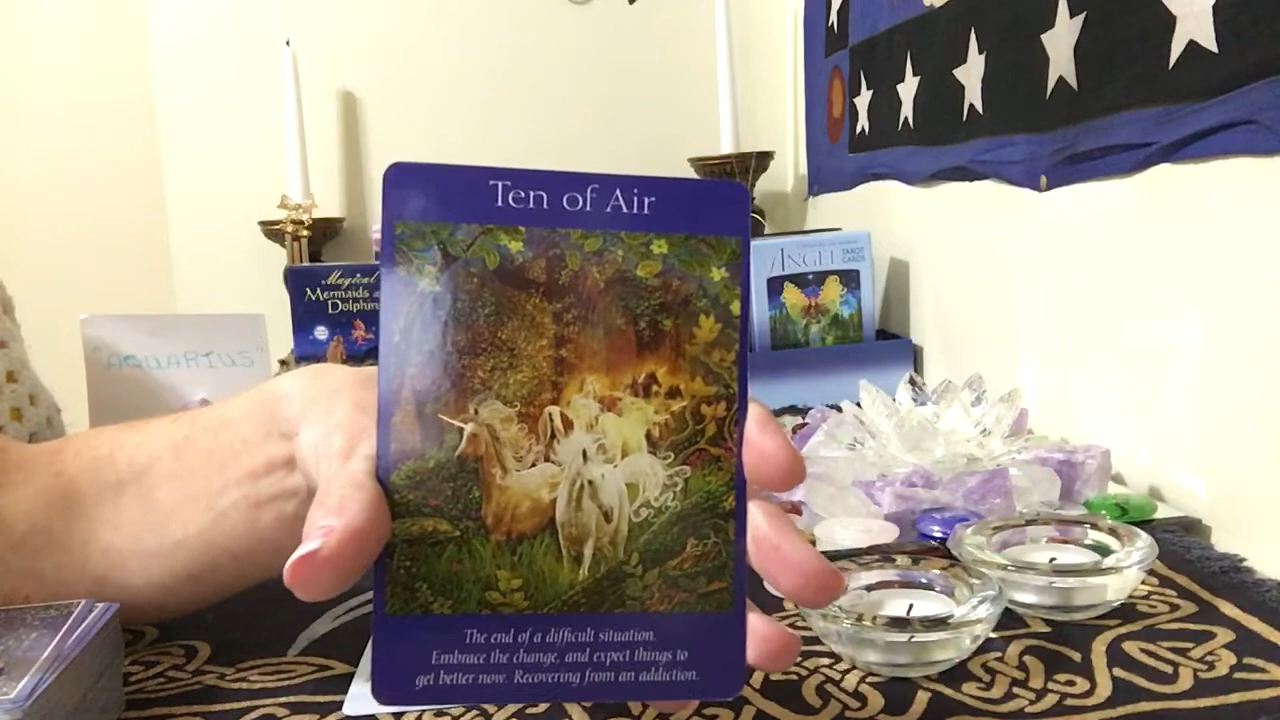 Ten of Air
The end of a difficult situation.
Embrace the change, and expect things to
get better now. Recovering from an addiction.
"AQUARIUS"
Magical
Mermaids
Dolphins
ANGEL TAROT
CARDS